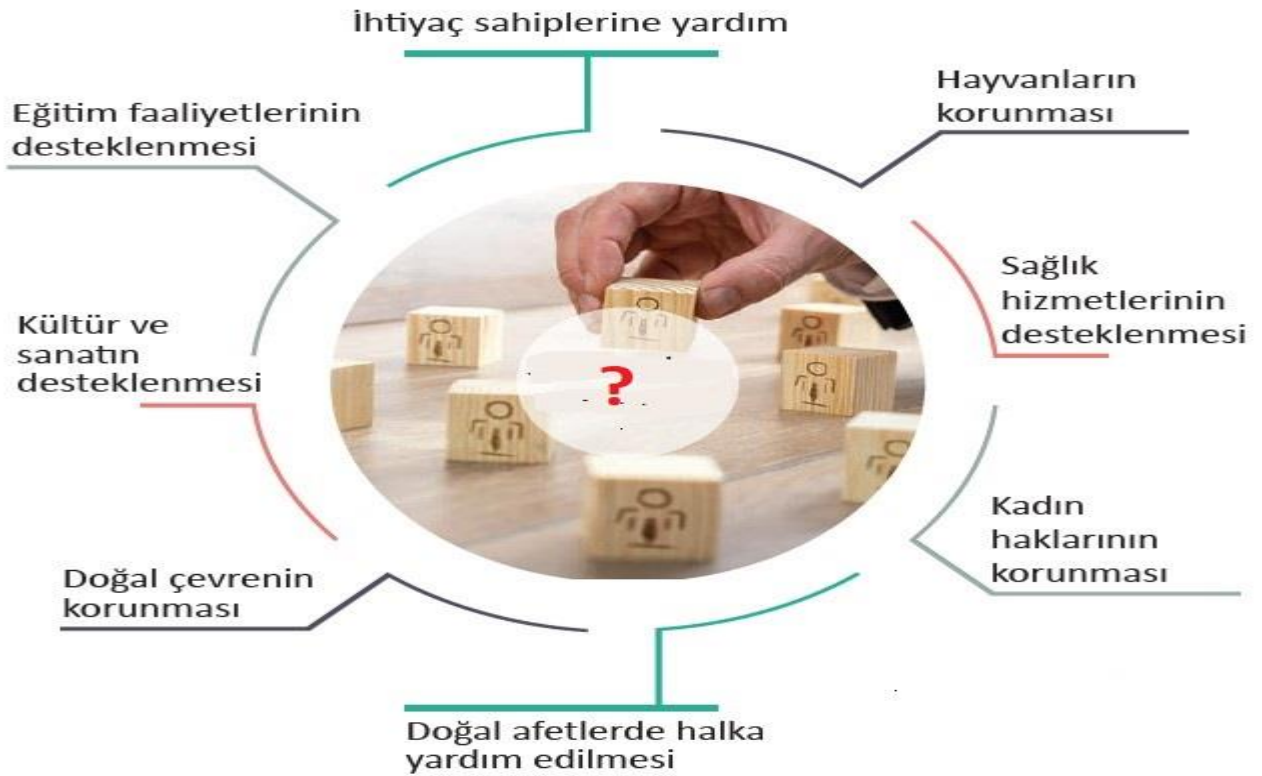 İhtiyaç sahiplerine yardım
Hayvanların
korunması
Eğitim faaliyetlerinin
desteklenmesi
Sağlık
hizmetlerinin
desteklenmesi
Kültür ve
sanatın
desteklenmesi
?
Kadın
haklarının
korunması
Doğal çevrenin
korunması
Doğal afetlerde halka
yardım edilmesi